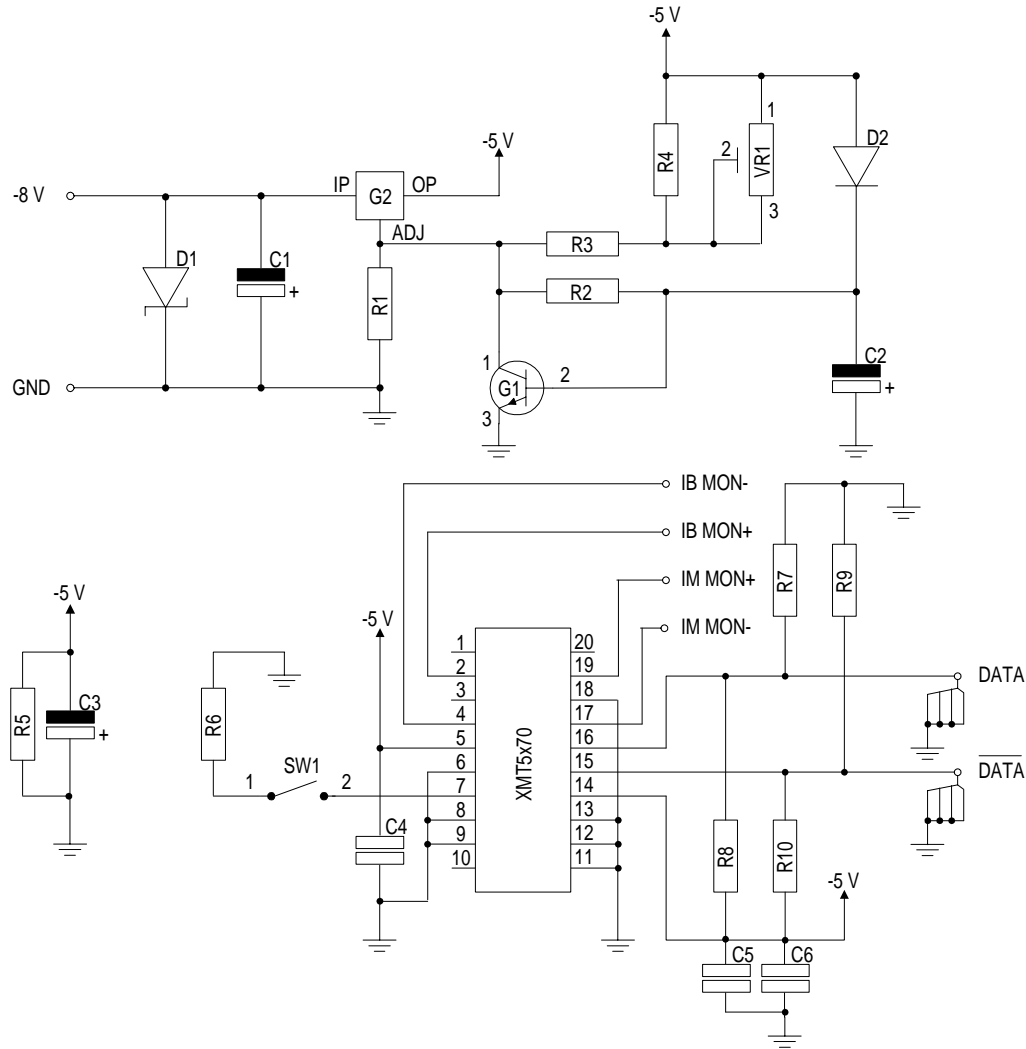 -5 V
1
D2
R4
2
VR1
-5 V
-8 V
IP
G2
OP
3
ADJ
R3
D1
C1
+
R1
R2
1
G1
2
3
C2
+
GND
IB MON-
IB MON+
R7
R9
IM MON+
-5 V
-5 V
IM MON-
1
20
2
19
DATA
3
18
R5
C3
+
R6
4
17
5
16
SW1
XMT5x70
6
15
DATA
1
2
7
14
8
13
C4
9
12
R8
R10
10
11
-5 V
C5
C6